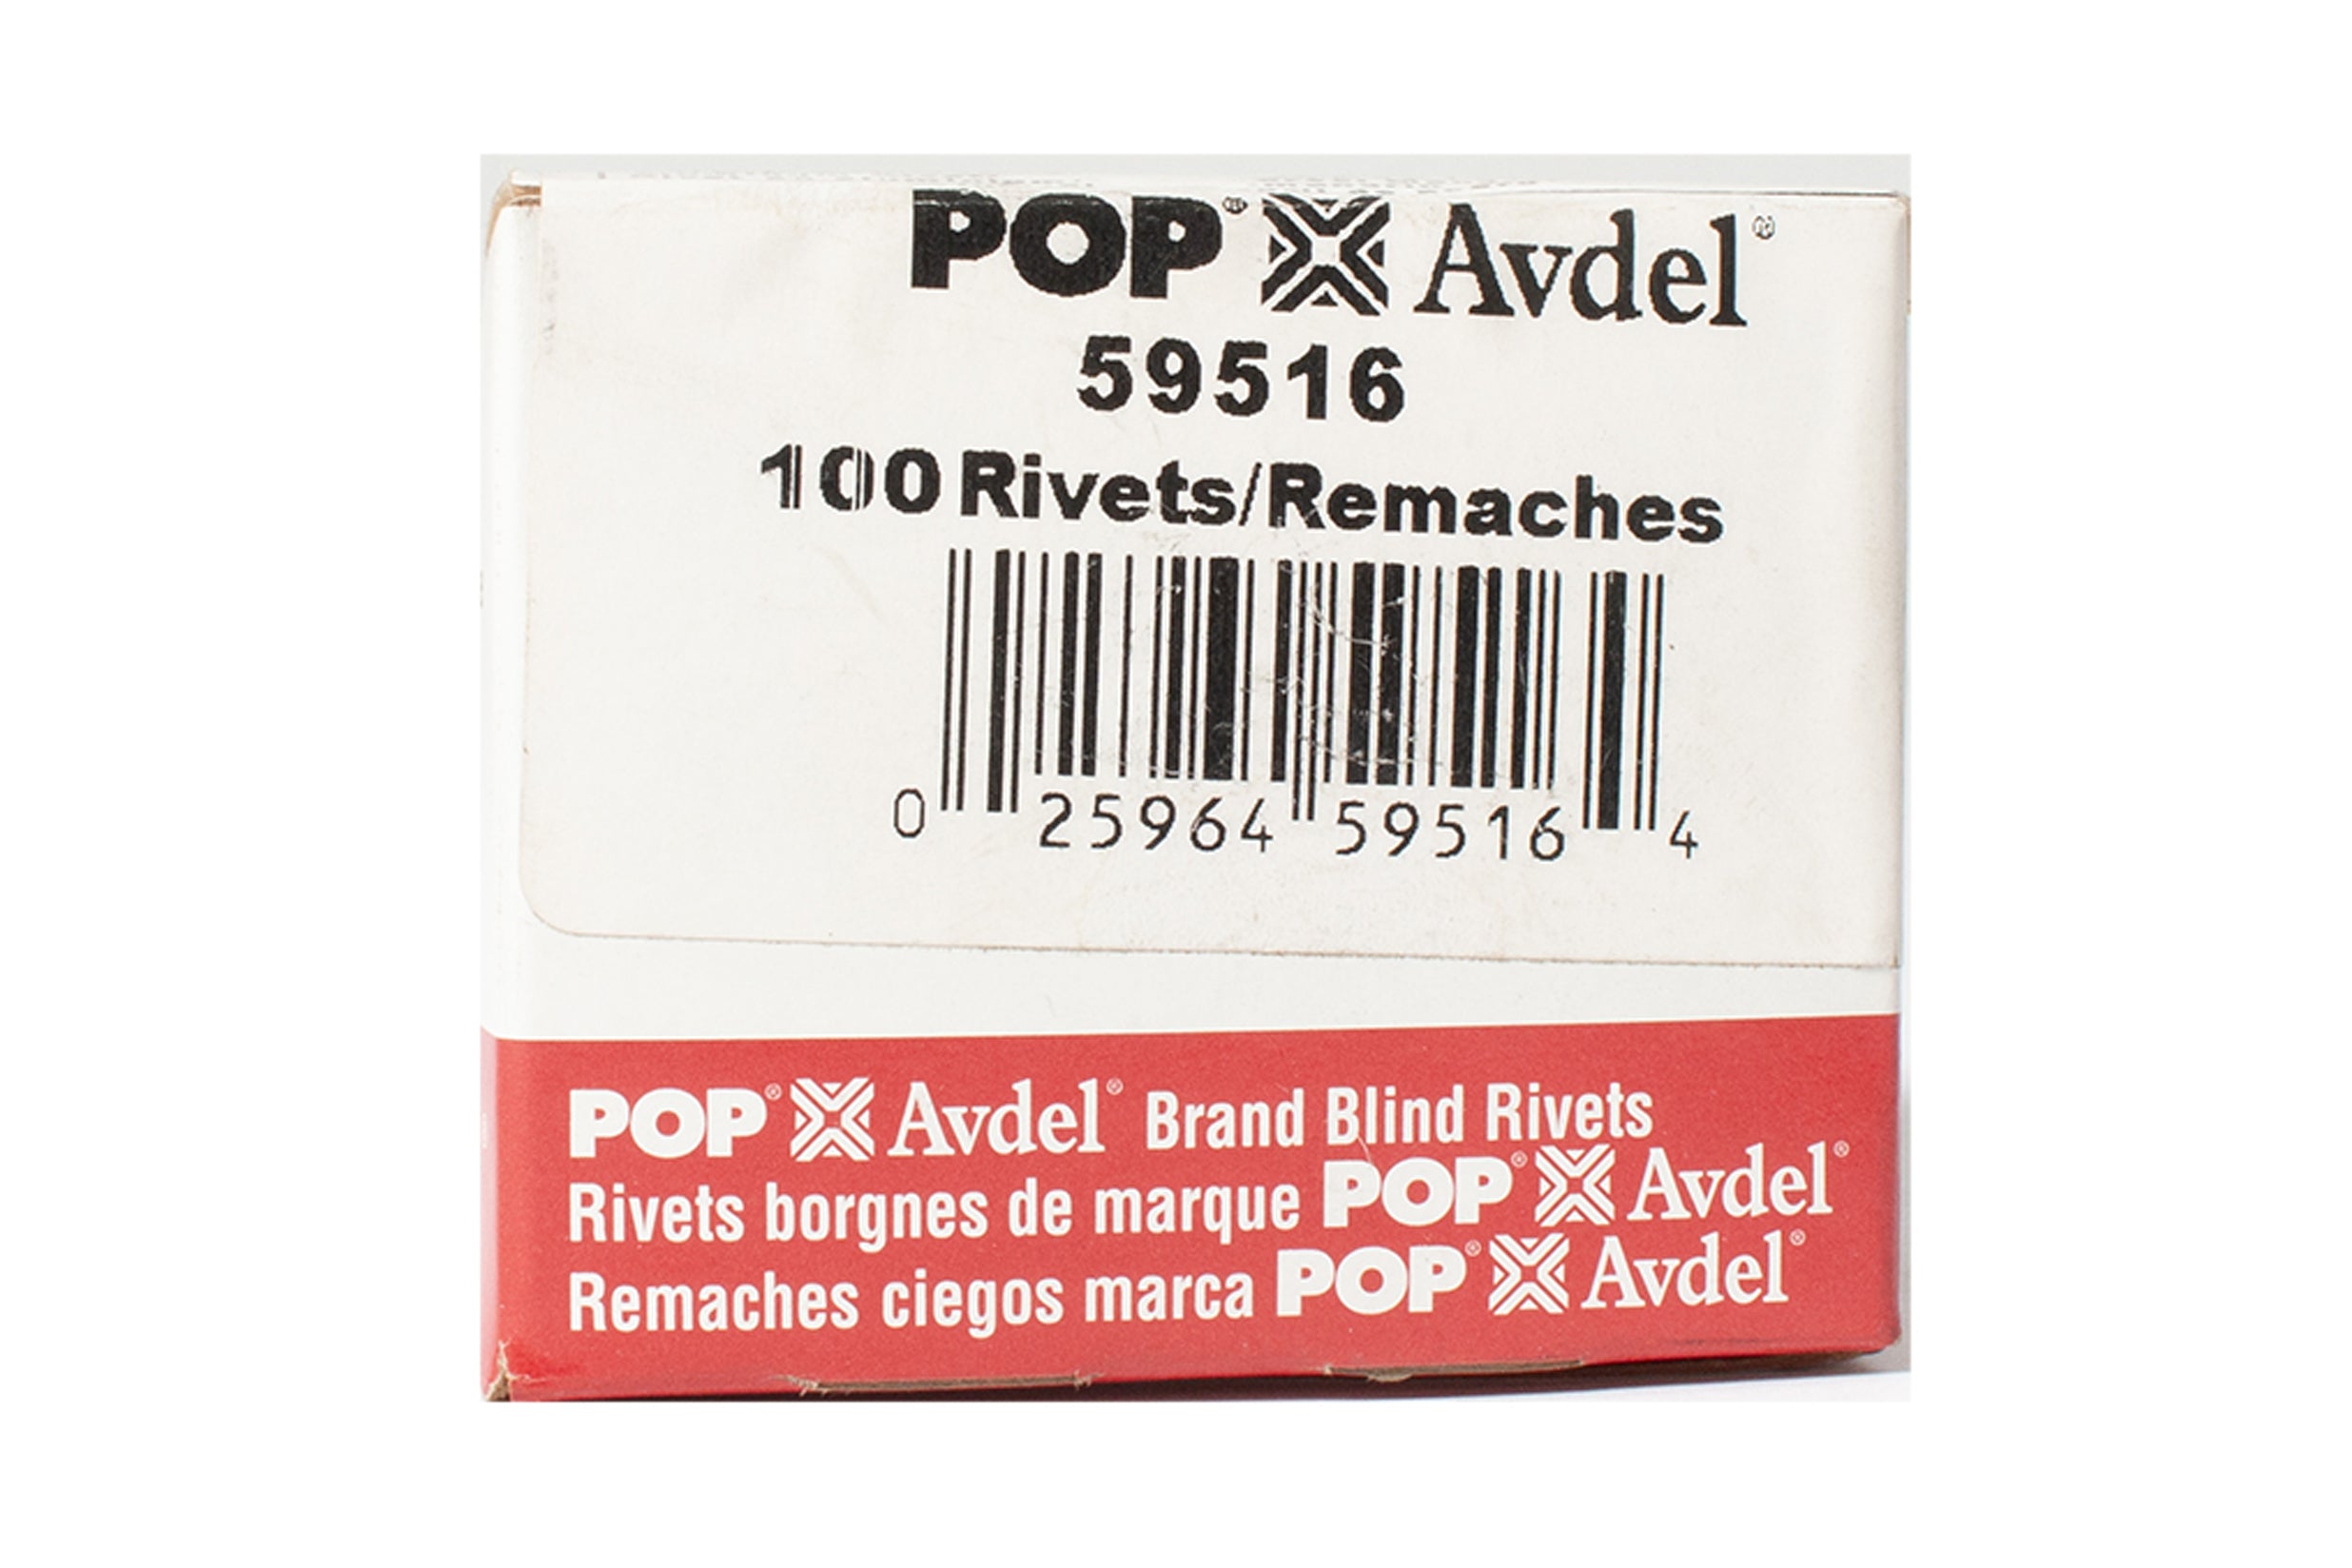 POP® Avdel®
59516
100 Rivets/Remaches
0 25964 59516 4
POP® Avdel® Brand Blind Rivets
Rivets borgnes de marque POP® Avdel®
Remaches ciegos marca POP® Avdel®